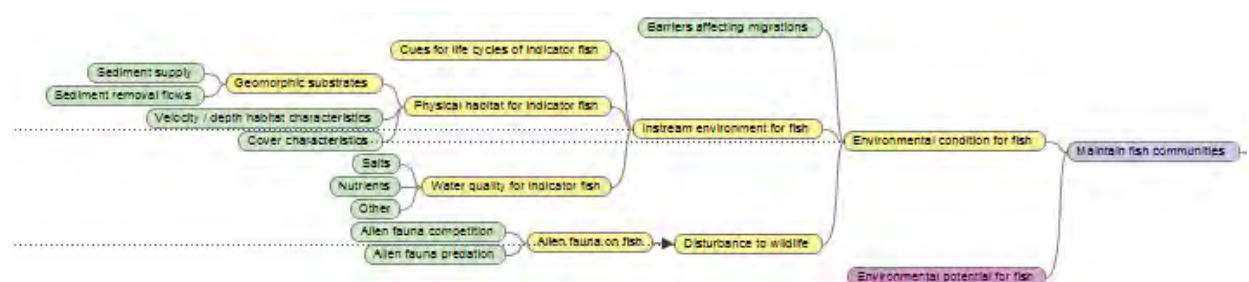 Barriers affecting migrations
Cues for life cycles of indicator fish
Sediment supply
Geomorphic substrates
Sediment removal flows
Physical habitat for indicator fish
Velocity / depth habitat characteristics
Instream environment for fish
Cover characteristics
Environmental condition for fish
Maintain fish communities
Salts
Nutrients
Water quality for indicator fish
Other
Alien fauna competition
Alien fauna on fish
Disturbance to wildlife
Alien fauna predation
Environmental potential for fish